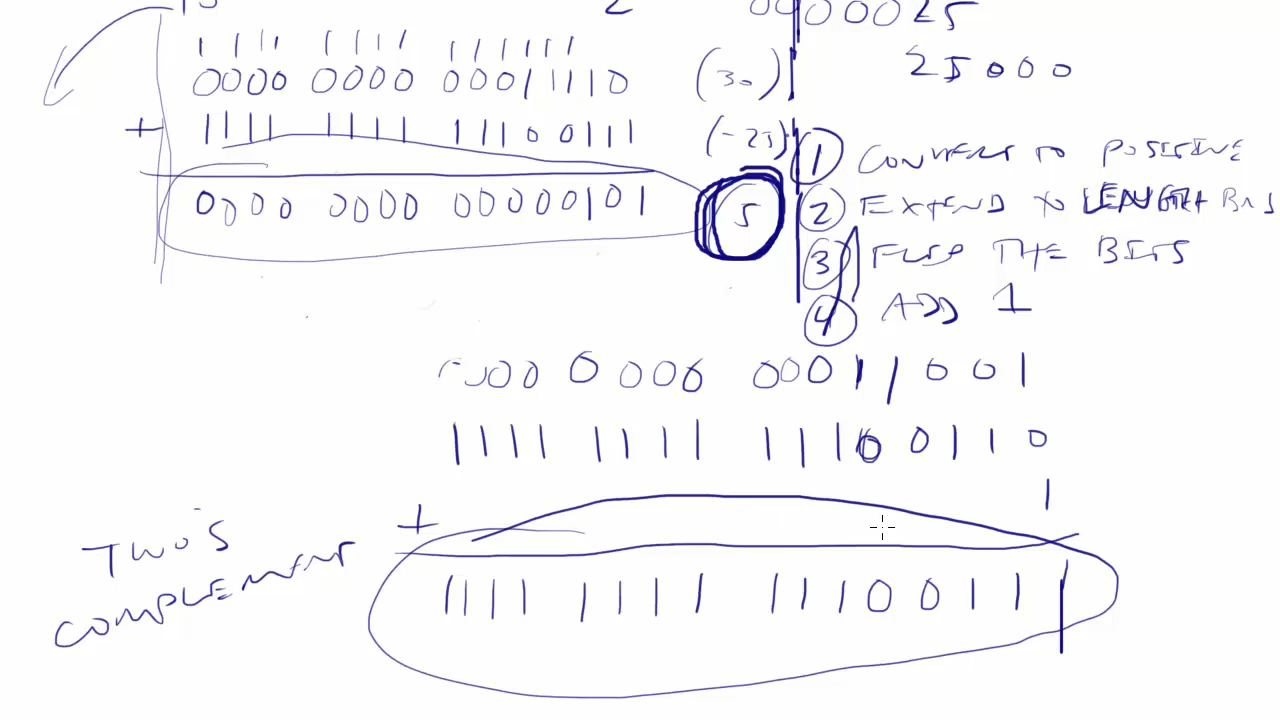 2
0000025
25000
1111 1111 111111
0000 0000 00011110 (30)
+ 1111 1111 11100111 (-25)
0000 0000 00000101 5
1 CONVERT TO POSITIVE
2 EXTEND TO LENGTH BITS
3 FLIP THE BITS
4 ADD 1
0000 0000 00011001
1111 1111 11100110
+ 1
TWO'S
COMPLEMENT
1111 1111 11100111